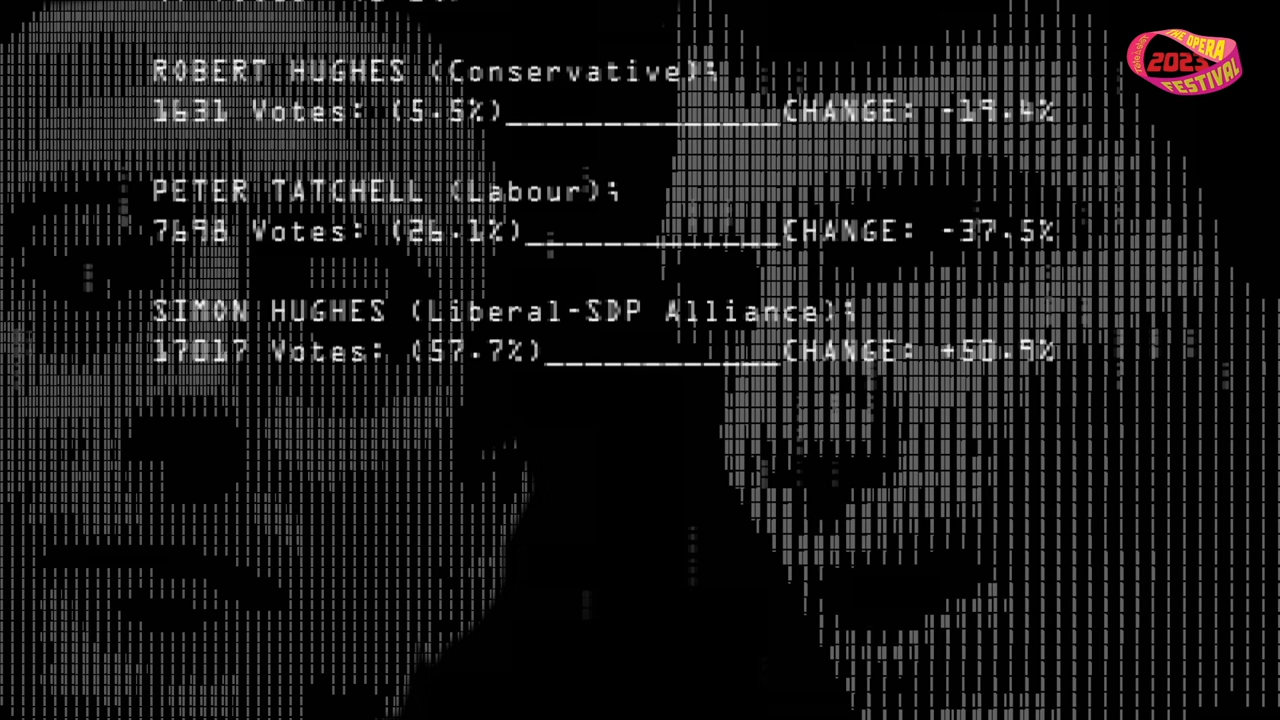 ROBERT HUGHES (Conservative);
1631 Votes: (5.5%)______________CHANGE: -19.4%
PETER TATCHELL (Labour);
7698 Votes: (26.1%)_____________CHANGE: -37.5%
SIMON HUGHES (Liberal-SDP Alliance);
17017 Votes: (57.7%)____________CHANGE: +50.9%
THE OPERA
2023
FESTIVAL